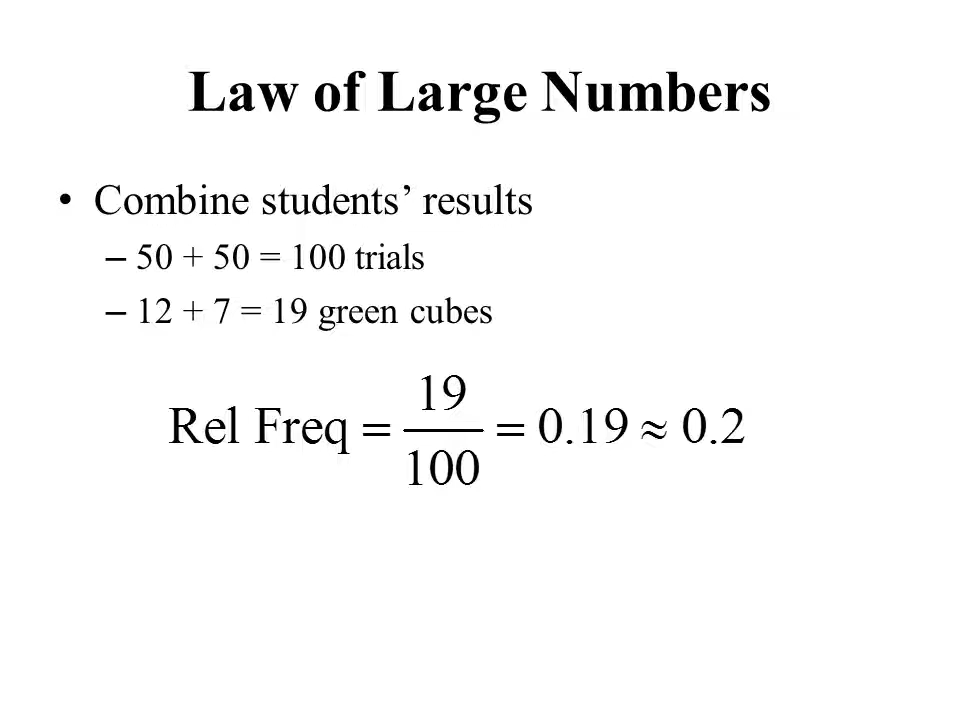 Law of Large Numbers
• Combine students’ results
– 50 + 50 = 100 trials
– 12 + 7 = 19 green cubes
Rel Freq = 19/100 = 0.19 ≈ 0.2